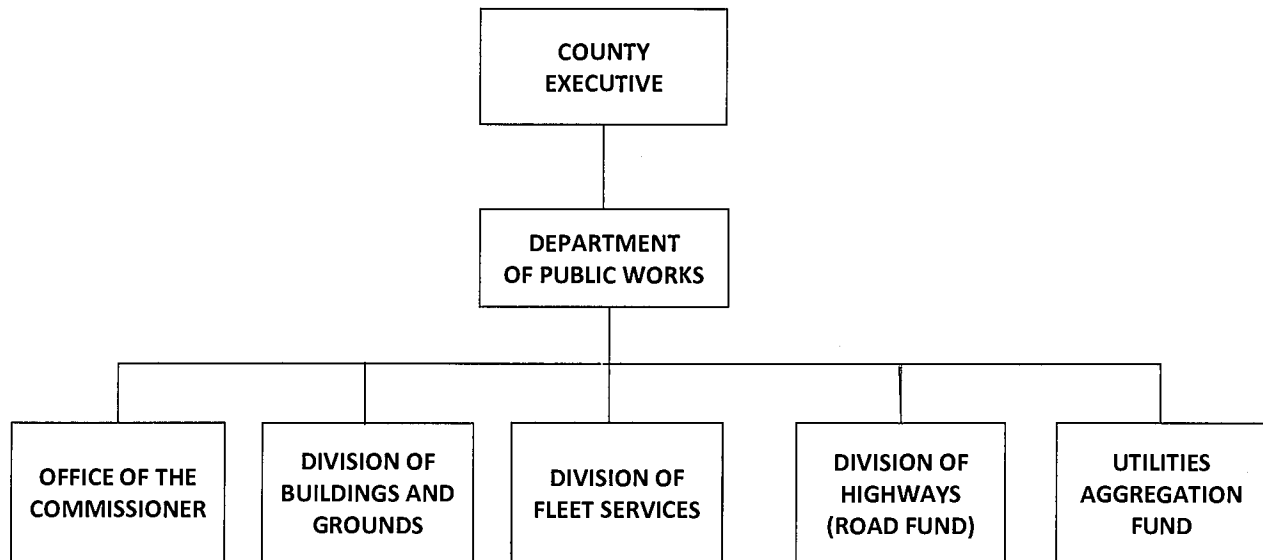 COUNTY
EXECUTIVE
DEPARTMENT
OF PUBLIC WORKS
OFFICE OF THE
COMMISSIONER
DIVISION OF
BUILDINGS AND
GROUNDS
DIVISION OF
FLEET SERVICES
DIVISION OF
HIGHWAYS
(ROAD FUND)
UTILITIES
AGGREGATION
FUND